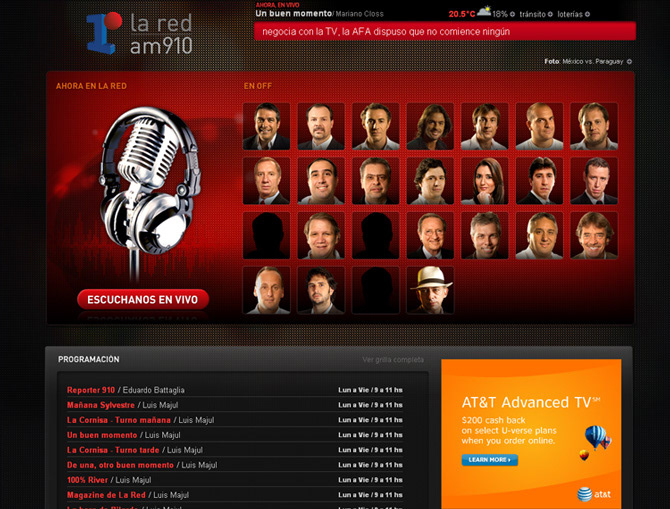 la red
am910
AHORA, EN VIVO
Un buen momento / Mariano Closs
20.5°C 18% tránsito loterías
negocia con la TV, la AFA dispuso que no comience ningún
Foto: México vs. Paraguay
AHORA EN LA RED
EN OFF
ESCUCHANOS EN VIVO
PROGRAMACIÓN
Ver grilla completa
Reporter 910 / Eduardo Battaglia Lun a Vie / 9 a 11 hs
Mañana Sylvestre / Luis Majul Lun a Vie / 9 a 11 hs
La Cornisa - Turno mañana / Luis Majul Lun a Vie / 9 a 11 hs
Un buen momento / Luis Majul Lun a Vie / 9 a 11 hs
La Cornisa - Turno tarde / Luis Majul Lun a Vie / 9 a 11 hs
De una, otro buen momento / Luis Majul Lun a Vie / 9 a 11 hs
100% River / Luis Majul Lun a Vie / 9 a 11 hs
Magazine de La Red / Luis Majul Lun a Vie / 9 a 11 hs
AT&T Advanced TV℠
$200 cash back
on select U-verse plans
when you order online.
LEARN MORE
at&t